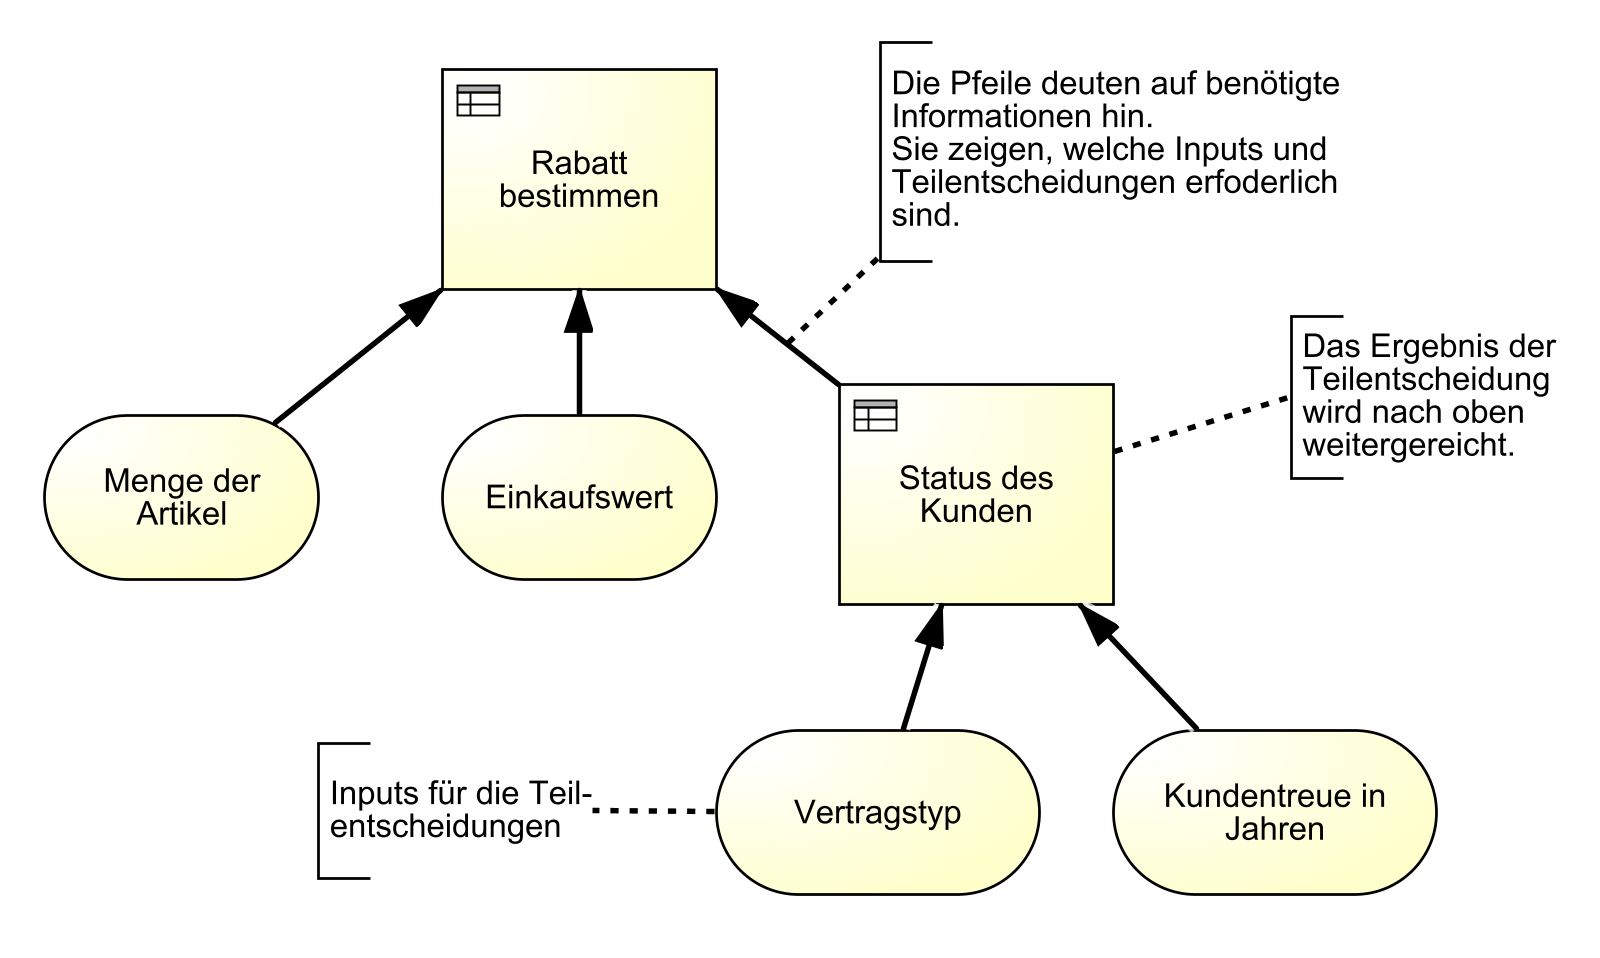 Rabatt
bestimmen
Die Pfeile deuten auf benötigte
Informationen hin.
Sie zeigen, welche Inputs und
Teilentscheidungen erfoderlich
sind.
Menge der
Artikel
Einkaufswert
Status des
Kunden
Das Ergebnis der
Teilentscheidung
wird nach oben
weitergereicht.
Inputs für die Teil-
entscheidungen
Vertragstyp
Kundentreue in
Jahren